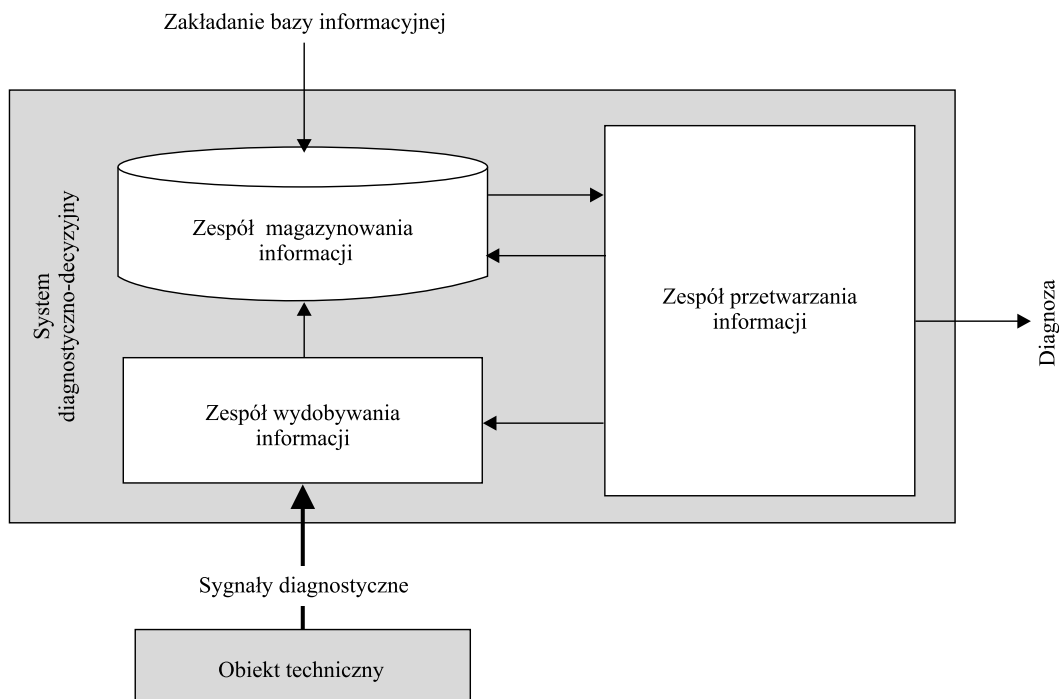 Zakładanie bazy informacyjnej
System
diagnostyczno-decyzyjny
Zespół magazynowania
informacji
Zespół przetwarzania
informacji
Diagnoza
Zespół wydobywania
informacji
Sygnały diagnostyczne
Obiekt techniczny